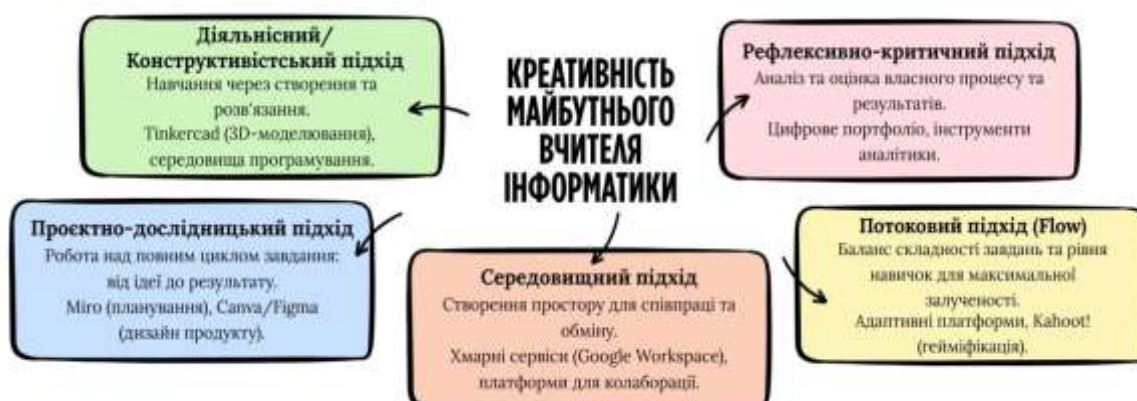 Діяльнісний/
Конструктивістський підхід
Навчання через створення та
розв'язання.
Tinkercad (3D-моделювання),
середовища програмування.
КРЕАТИВНІСТЬ
МАЙБУТНЬОГО
ВЧИТЕЛЯ
ІНФОРМАТИКИ
Рефлексивно-критичний підхід
Аналіз та оцінка власного процесу та
результатів.
Цифрове портфоліо, інструменти
аналітики.
Проєктно-дослідницький підхід
Робота над повним циклом завдання:
від ідеї до результату.
Miro (планування), Canva/Figma
(дизайн продукту).
Середовищний підхід
Створення простору для співпраці та
обміну.
Хмарні сервіси (Google Workspace),
платформи для колаборації.
Потоковий підхід (Flow)
Баланс складності завдань та рівня
навичок для максимальної
залученості.
Адаптивні платформи, Kahoot!
(гейміфікація).